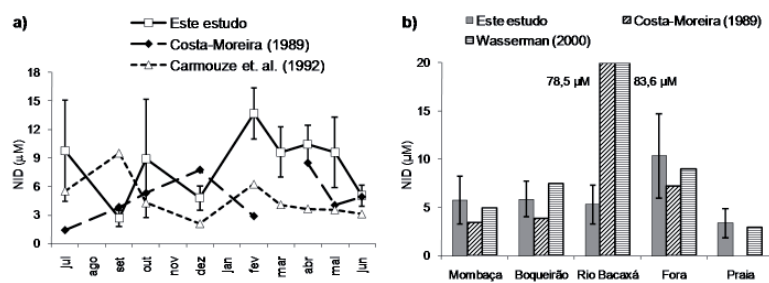 a)
Este estudo
Costa-Moreira (1989)
Carmouze et. al. (1992)
NID (µM)
18
15
12
9
6
3
0
jul ago set out nov dez jan fev mar abr mai jun
b)
Este estudo Costa-Moreira (1989)
Wasserman (2000)
NID (µM)
20
15
10
5
0
78,5 µM 83,6 µM
Mombaça Boqueirão Rio Bacaxá Fora Praia